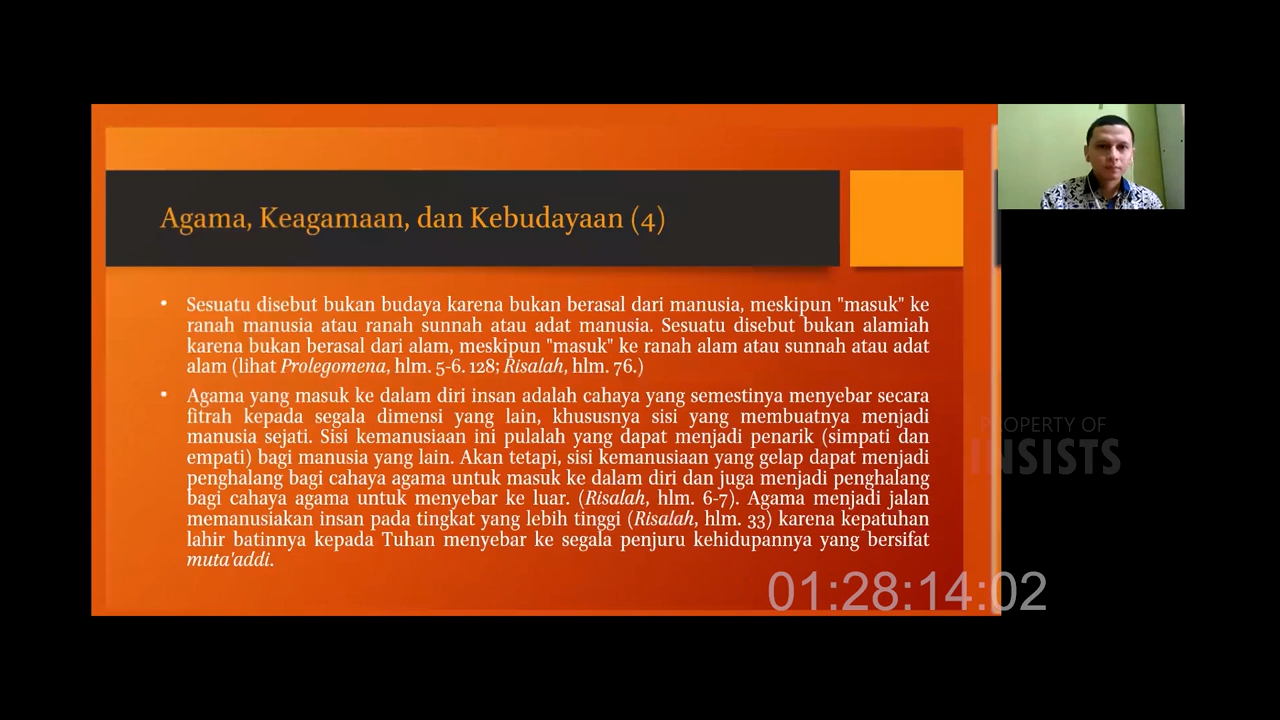 Agama, Keagamaan, dan Kebudayaan (4)
• Sesuatu disebut bukan budaya karena bukan berasal dari manusia, meskipun "masuk" ke
ranah manusia atau ranah sunnah atau adat manusia. Sesuatu disebut bukan alamiah
karena bukan berasal dari alam, meskipun "masuk" ke ranah alam atau sunnah atau adat
alam (lihat Prolegomena, hlm. 5-6. 128; Risalah, hlm. 76.)
• Agama yang masuk ke dalam diri insan adalah cahaya yang semestinya menyebar secara
fitrah kepada segala dimensi yang lain, khususnya sisi yang membuatnya menjadi
manusia sejati. Sisi kemanusiaan ini pulalah yang dapat menjadi penarik (simpati dan
empati) bagi manusia yang lain. Akan tetapi, sisi kemanusiaan yang gelap dapat menjadi
penghalang bagi cahaya agama untuk masuk ke dalam diri dan juga menjadi penghalang
bagi cahaya agama untuk menyebar ke luar. (Risalah, hlm. 6-7). Agama menjadi jalan
memanusiakan insan pada tingkat yang lebih tinggi (Risalah, hlm. 33) karena kepatuhan
lahir batinnya kepada Tuhan menyebar ke segala penjuru kehidupannya yang bersifat
muta'addi.
PROPERTY OF
INSISTS
01:28:14:02